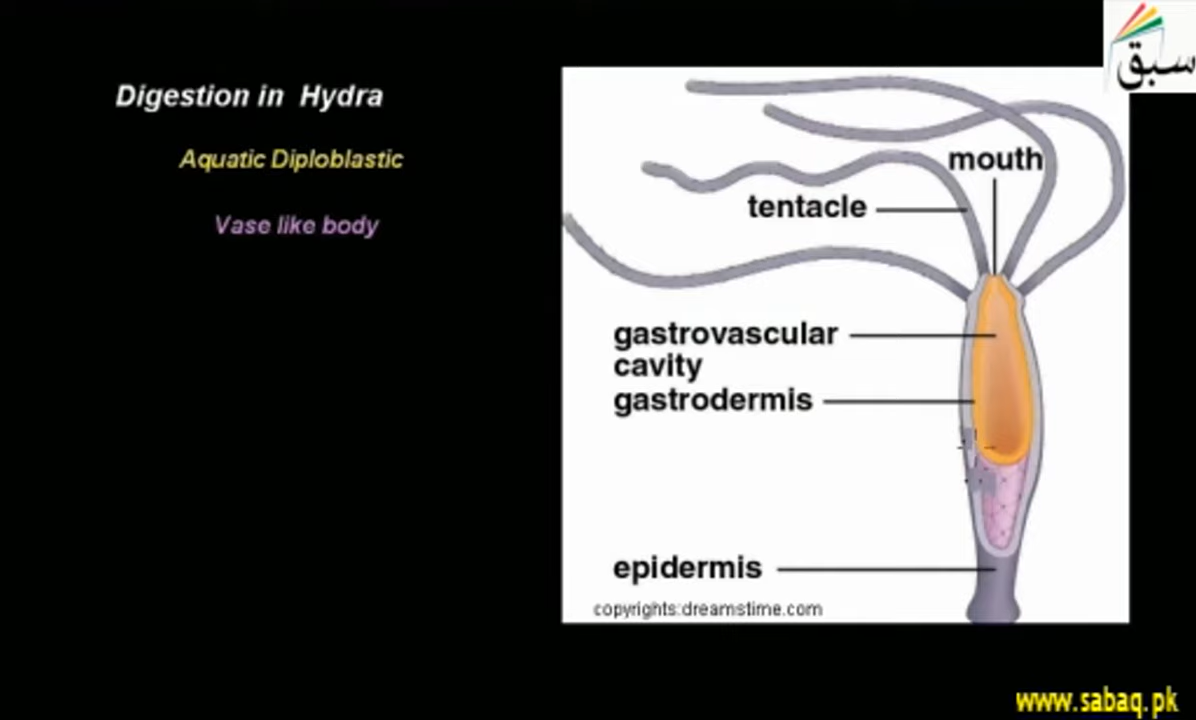 سبق
Digestion in Hydra
Aquatic Diploblastic
Vase like body
mouth
tentacle
gastrovascular
cavity
gastrodermis
epidermis
copyrights:dreamstime.com
www.sabaq.pk